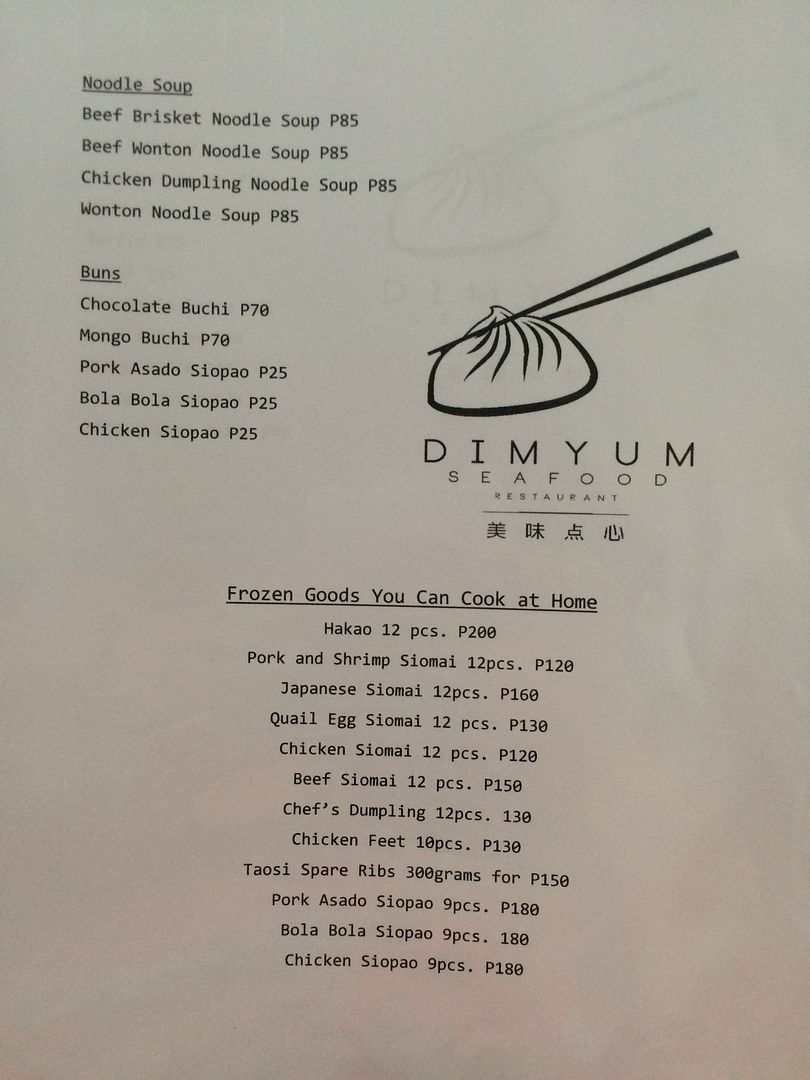 Noodle Soup
Beef Brisket Noodle Soup P85
Beef Wonton Noodle Soup P85
Chicken Dumpling Noodle Soup P85
Wonton Noodle Soup P85
Buns
Chocolate Buchi P70
Mongo Buchi P70
Pork Asado Siopao P25
Bola Bola Siopao P25
Chicken Siopao P25
DIMYUM
SEAFOOD
RESTAURANT
美味点心
Frozen Goods You Can Cook at Home
Hakao 12 pcs. P200
Pork and Shrimp Siomai 12pcs. P120
Japanese Siomai 12pcs. P160
Quail Egg Siomai 12 pcs. P130
Chicken Siomai 12 pcs. P120
Beef Siomai 12 pcs. P150
Chef's Dumpling 12pcs. 130
Chicken Feet 10pcs. P130
Taosi Spare Ribs 300grams for P150
Pork Asado Siopao 9pcs. P180
Bola Bola Siopao 9pcs. 180
Chicken Siopao 9pcs. P180